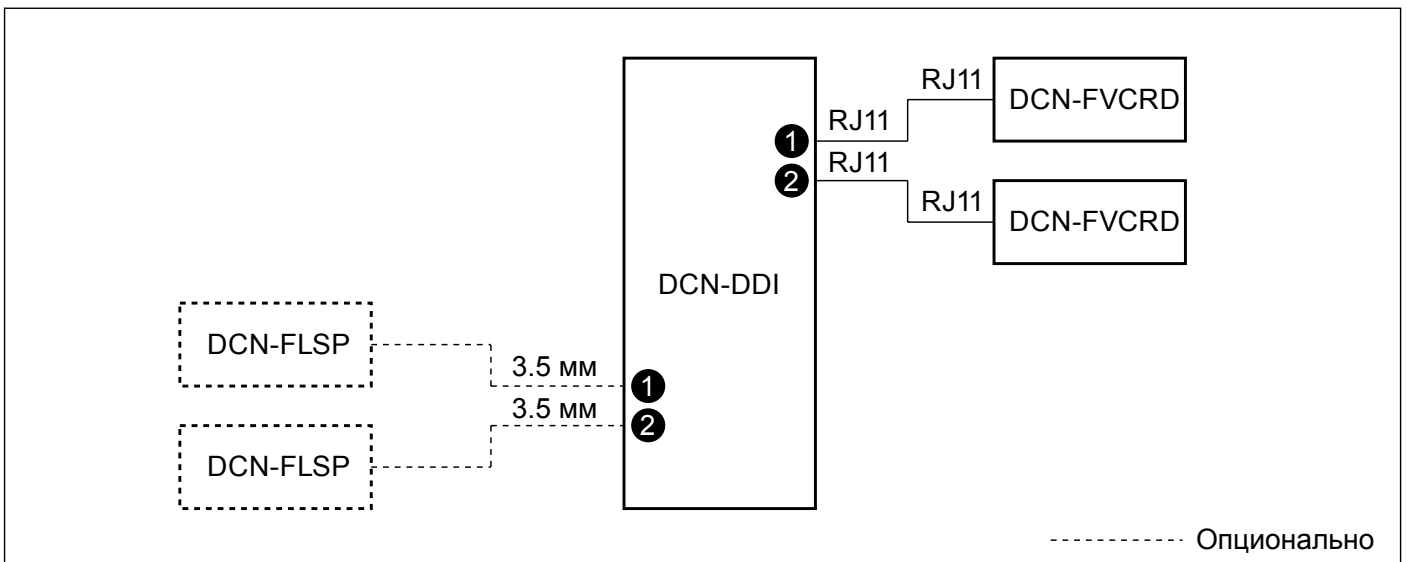 RJ11
DCN-FVCRD
RJ11
1
RJ11
2
RJ11
DCN-FVCRD
DCN-DDI
DCN-FLSP
3.5 мм
1
3.5 мм
2
DCN-FLSP
Опционально